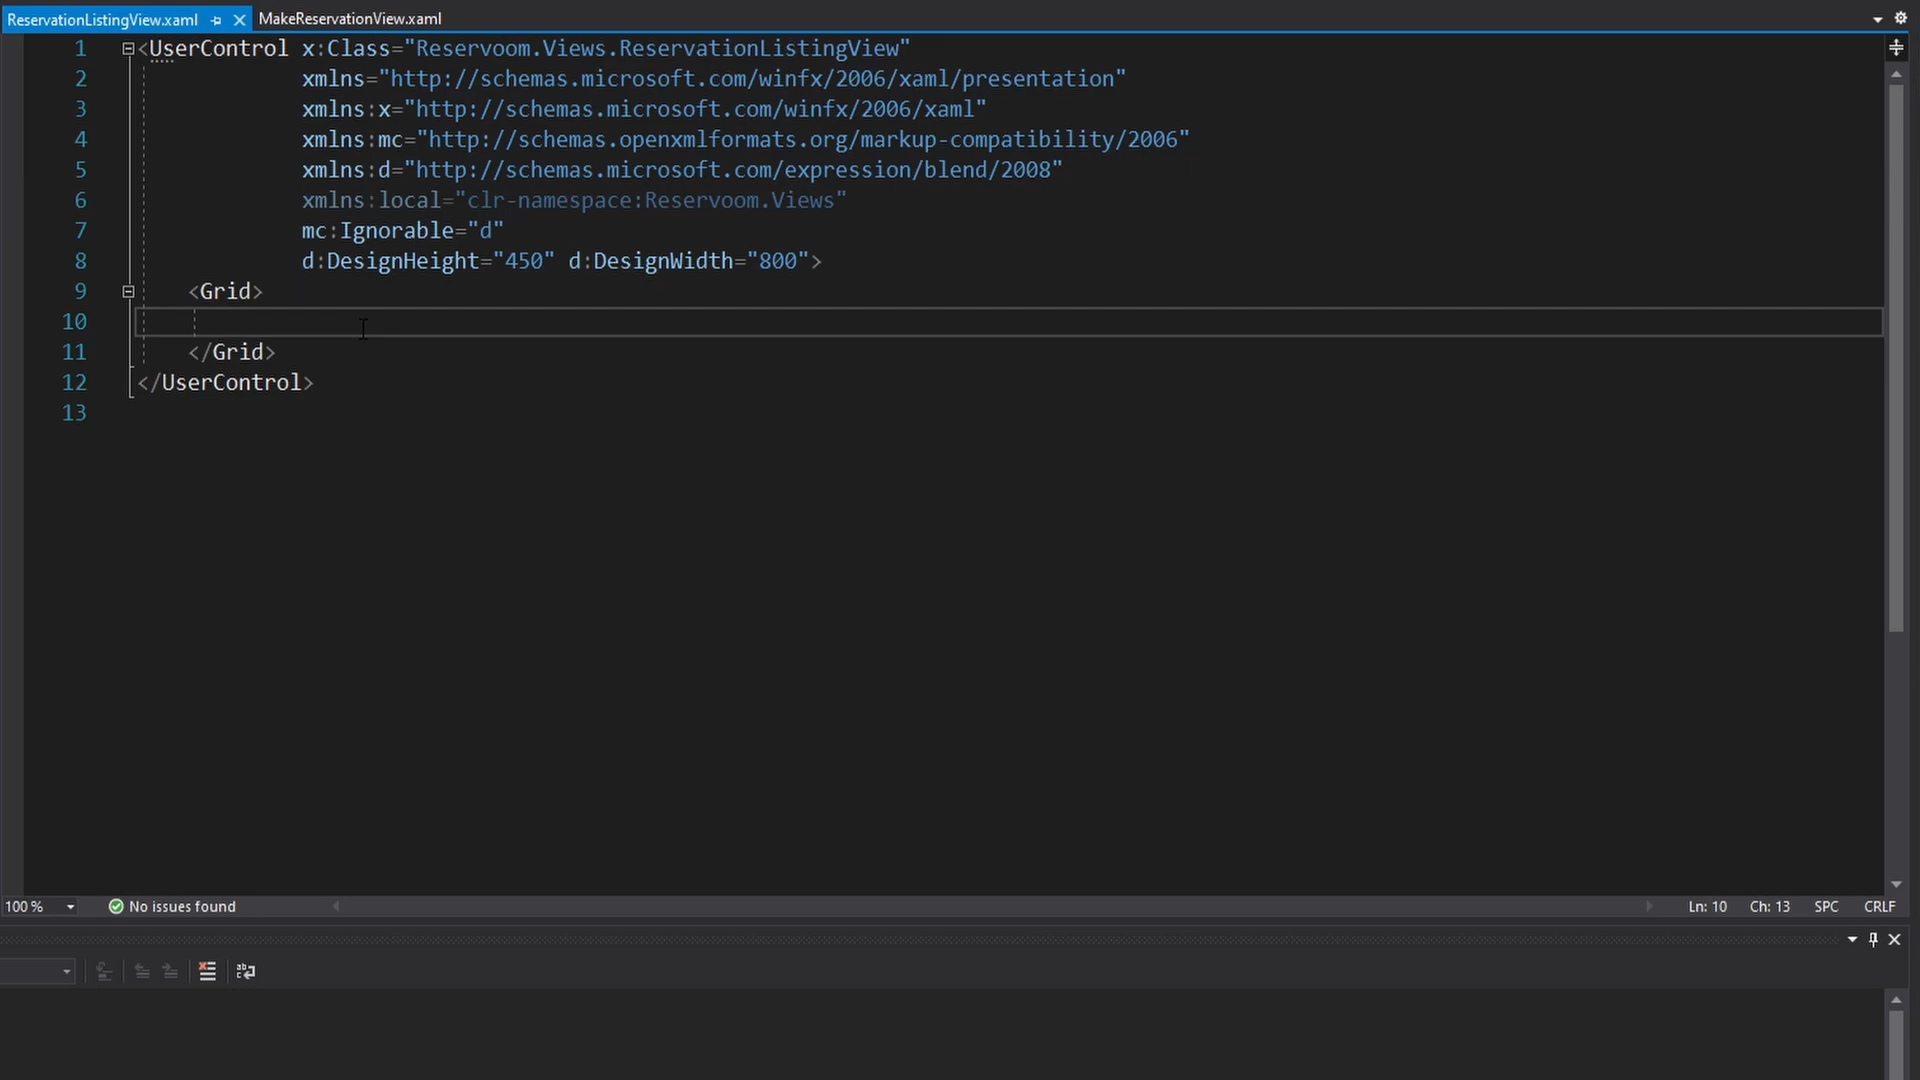 ReservationListingView.xaml MakeReservationView.xaml
1 <UserControl x:Class="Reservoom.Views.ReservationListingView"
2 xmlns="http://schemas.microsoft.com/winfx/2006/xaml/presentation"
3 xmlns:x="http://schemas.microsoft.com/winfx/2006/xaml"
4 xmlns:mc="http://schemas.openxmlformats.org/markup-compatibility/2006"
5 xmlns:d="http://schemas.microsoft.com/expression/blend/2008"
6 xmlns:local="clr-namespace:Reservoom.Views"
7 mc:Ignorable="d"
8 d:DesignHeight="450" d:DesignWidth="800">
9 <Grid>
10
11 </Grid>
12 </UserControl>
13
100 % No issues found Ln: 10 Ch: 13 SPC CRLF